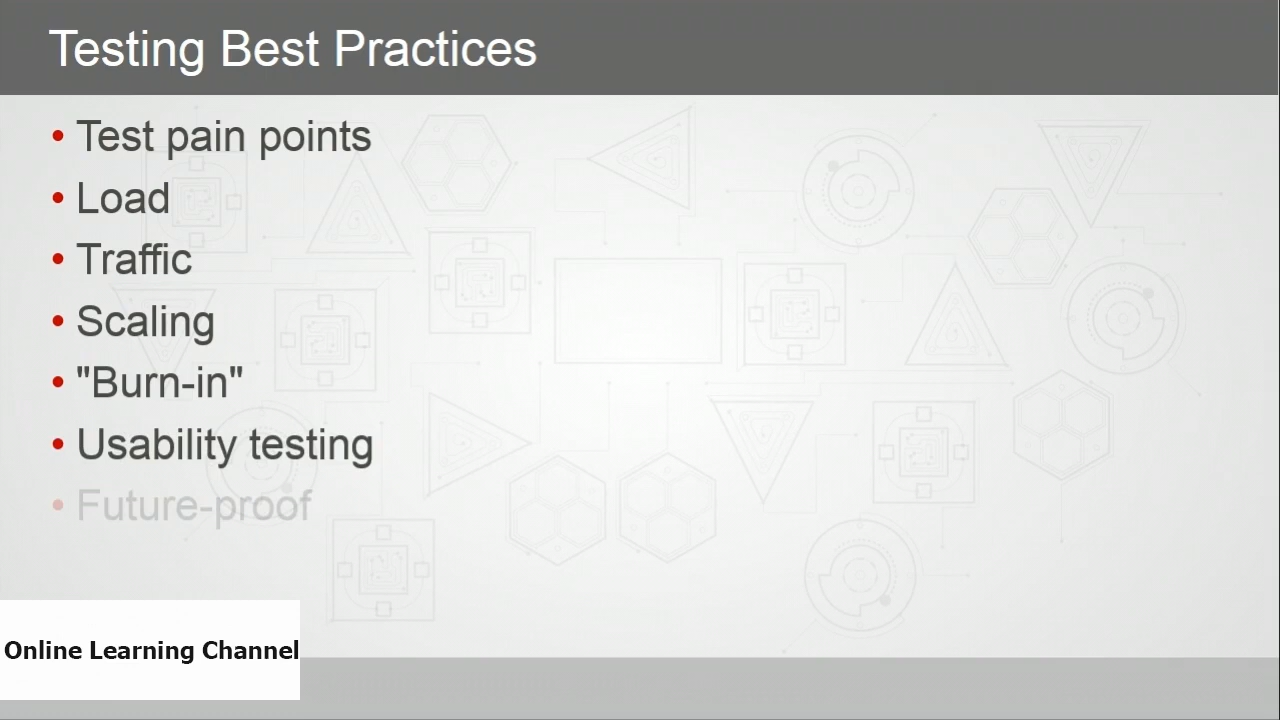 Testing Best Practices
• Test pain points
• Load
• Traffic
• Scaling
• "Burn-in"
• Usability testing
• Future-proof
Online Learning Channel